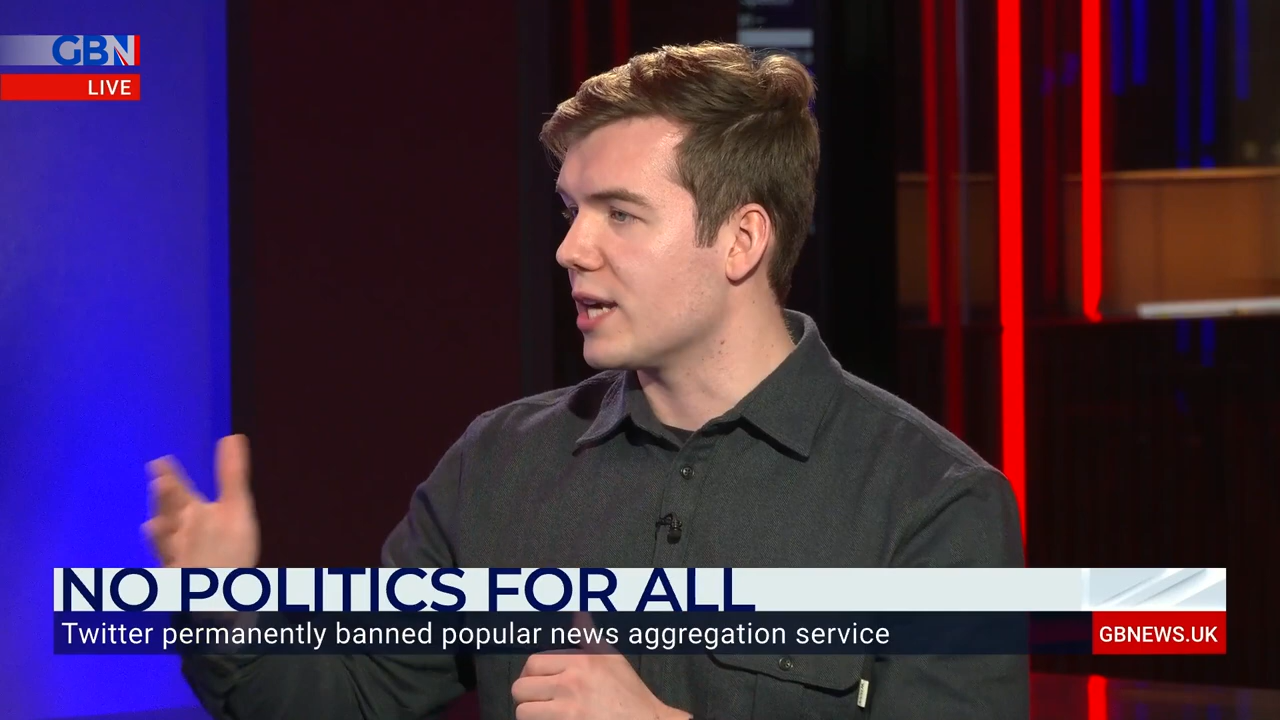 GBN
LIVE
NO POLITICS FOR ALL
Twitter permanently banned popular news aggregation service
GBNEWS.UK